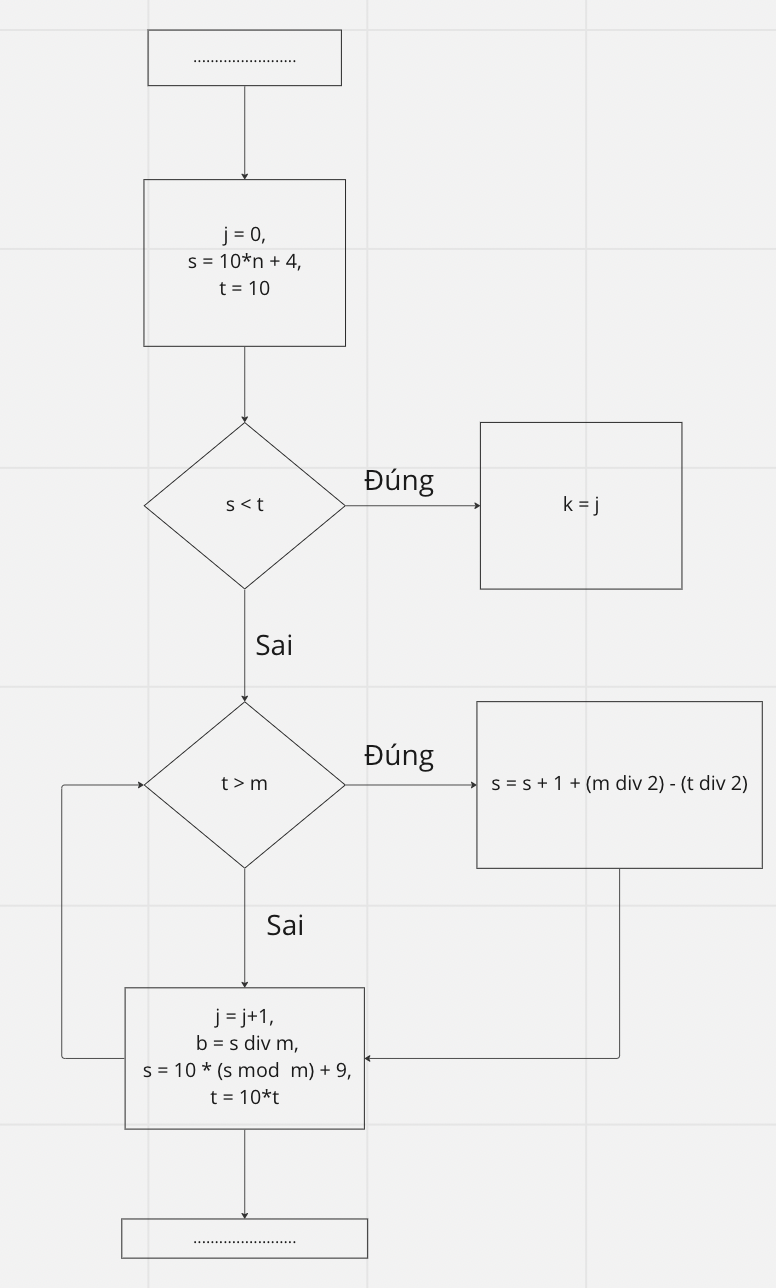 ........................
j = 0,
s = 10*n + 4,
t = 10
s < t
Đúng
k = j
Sai
t > m
Đúng
s = s + 1 + (m div 2) - (t div 2)
Sai
j = j+1,
b = s div m,
s = 10 * (s mod  m) + 9,
t = 10*t
........................